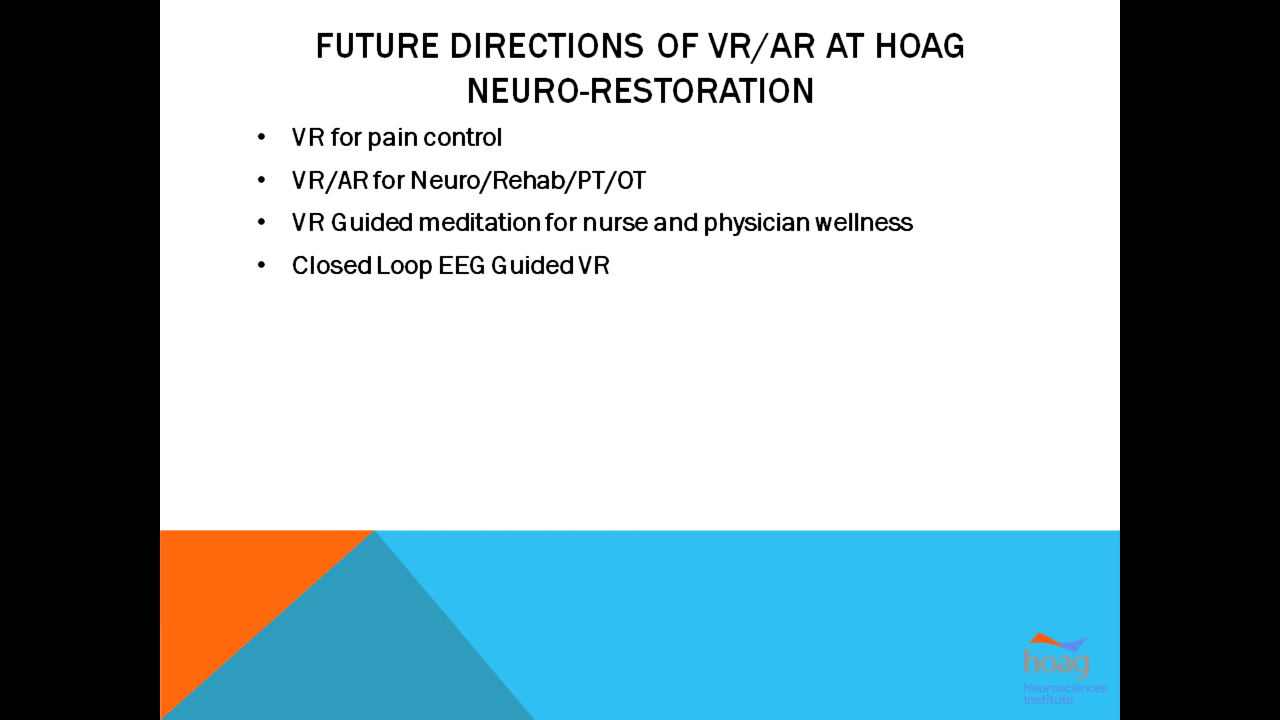 FUTURE DIRECTIONS OF VR/AR AT HOAG
NEURO-RESTORATION
• VR for pain control
• VR/AR for Neuro/Rehab/PT/OT
• VR Guided meditation for nurse and physician wellness
• Closed Loop EEG Guided VR
hoag
Neurosciences
Institute